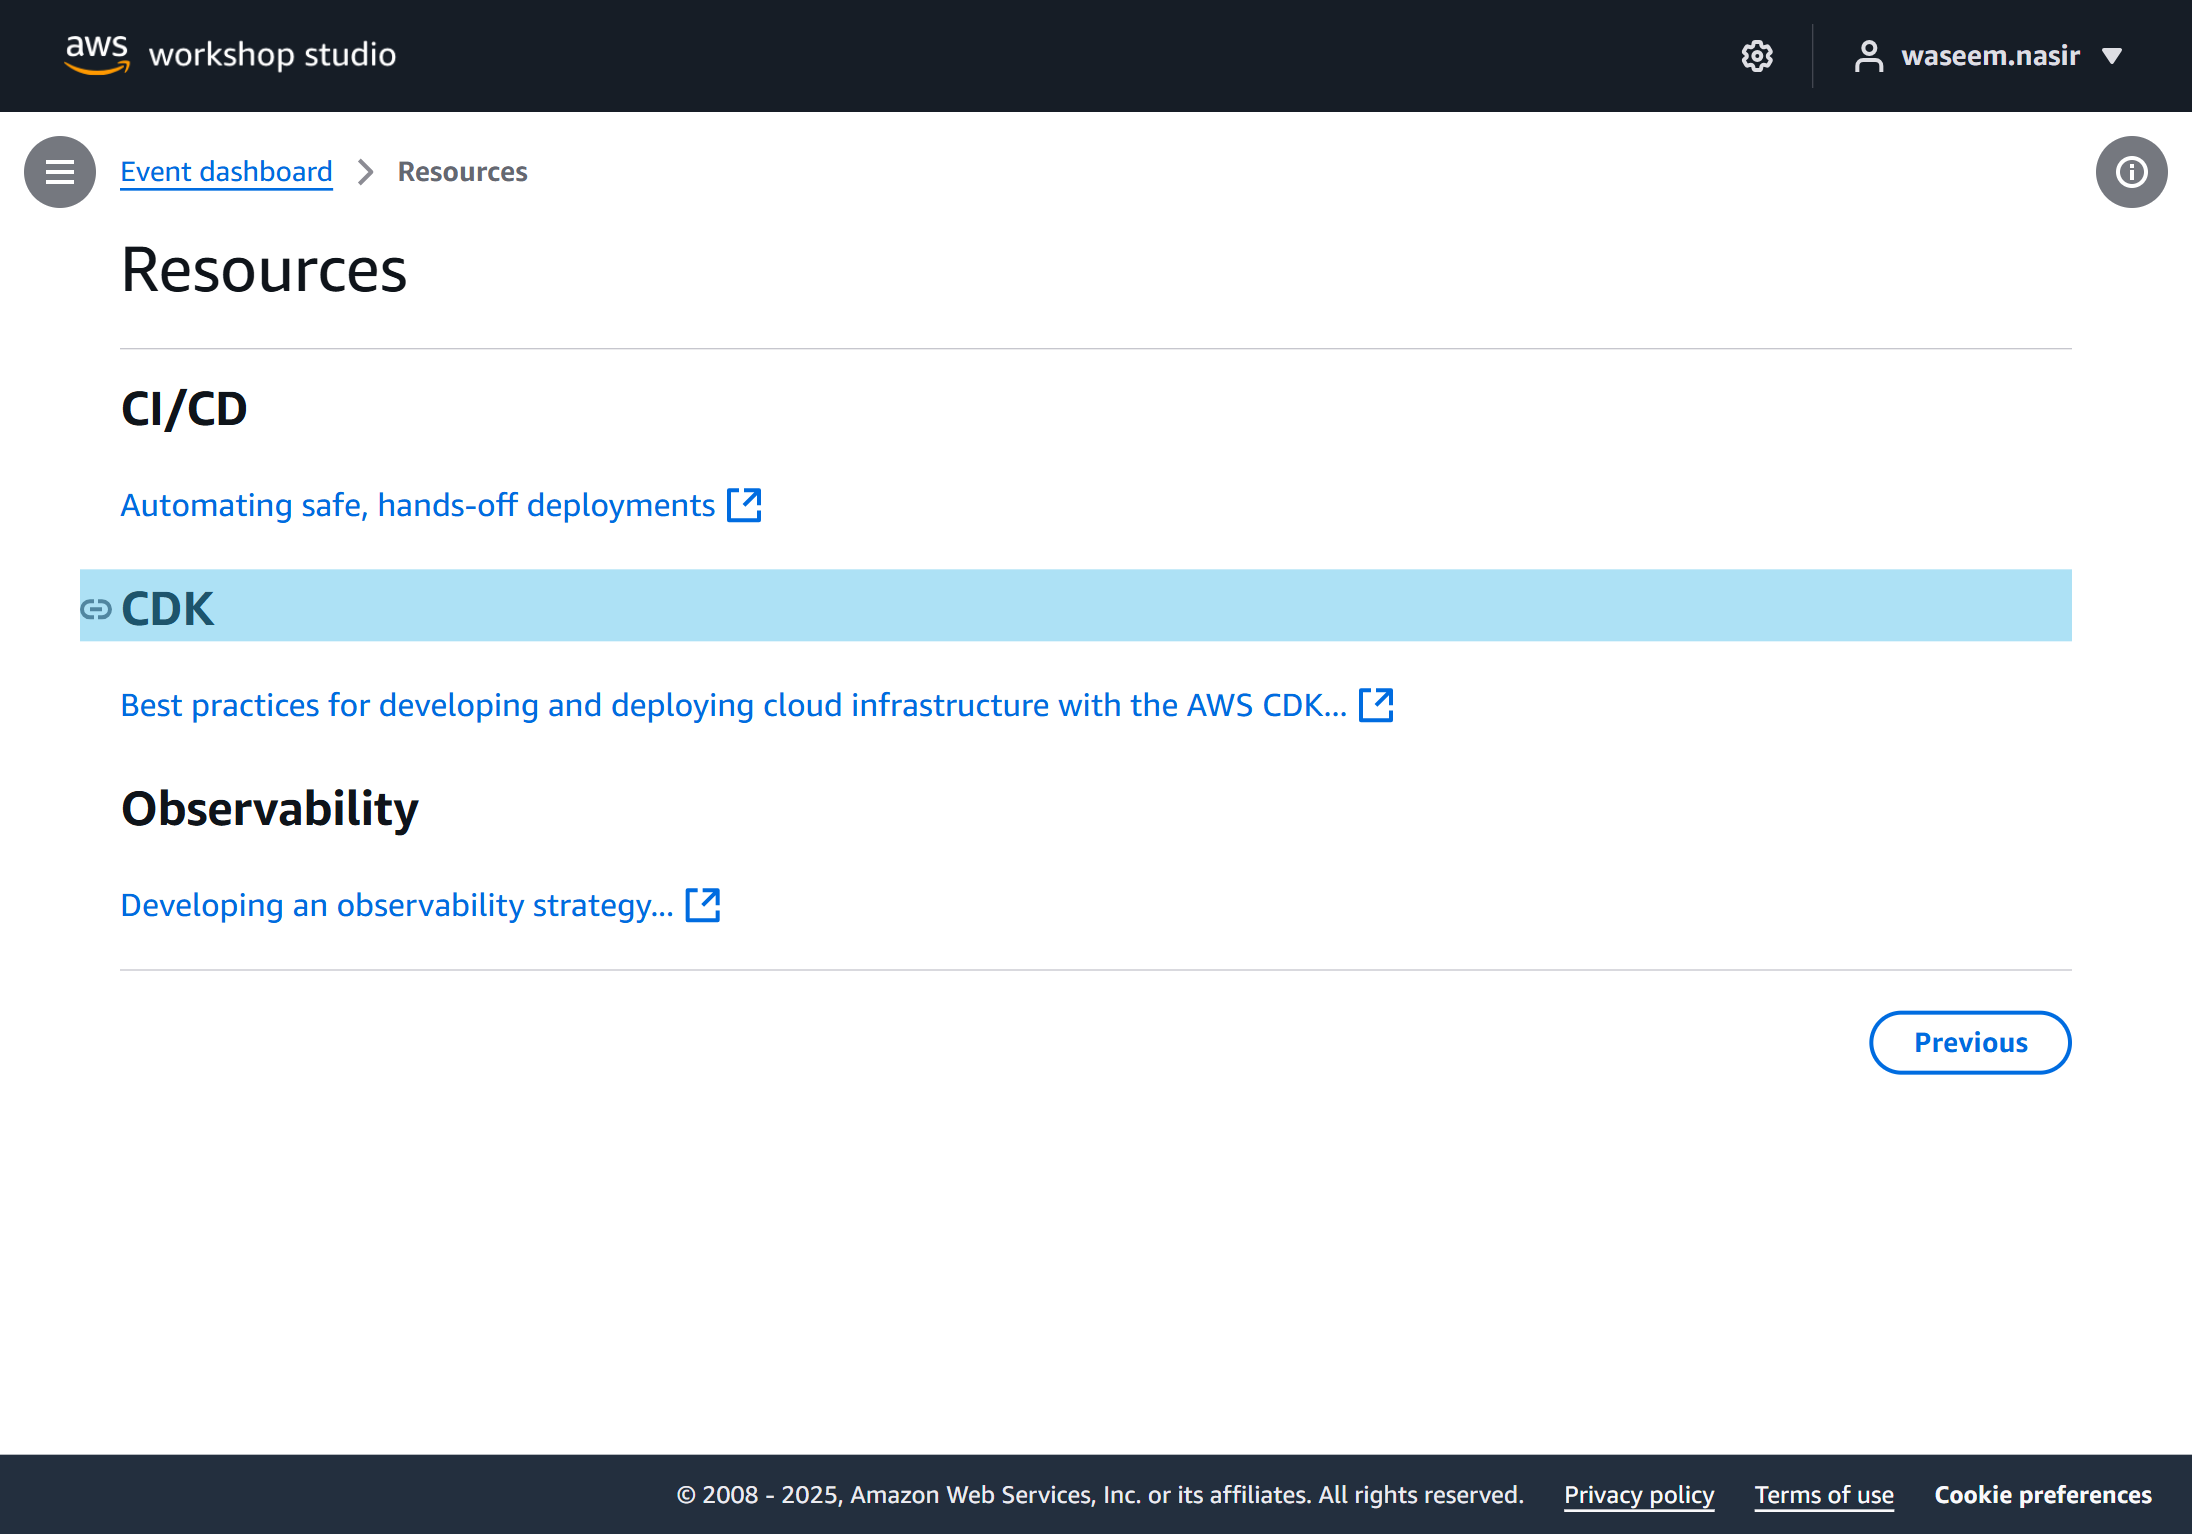 aws workshop studio
waseem.nasir
Event dashboard Resources
Resources
CI/CD
Automating safe, hands-off deployments
CDK
Best practices for developing and deploying cloud infrastructure with the AWS CDK...
Observability
Developing an observability strategy...
Previous
© 2008 - 2025, Amazon Web Services, Inc. or its affiliates. All rights reserved. Privacy policy Terms of use Cookie preferences